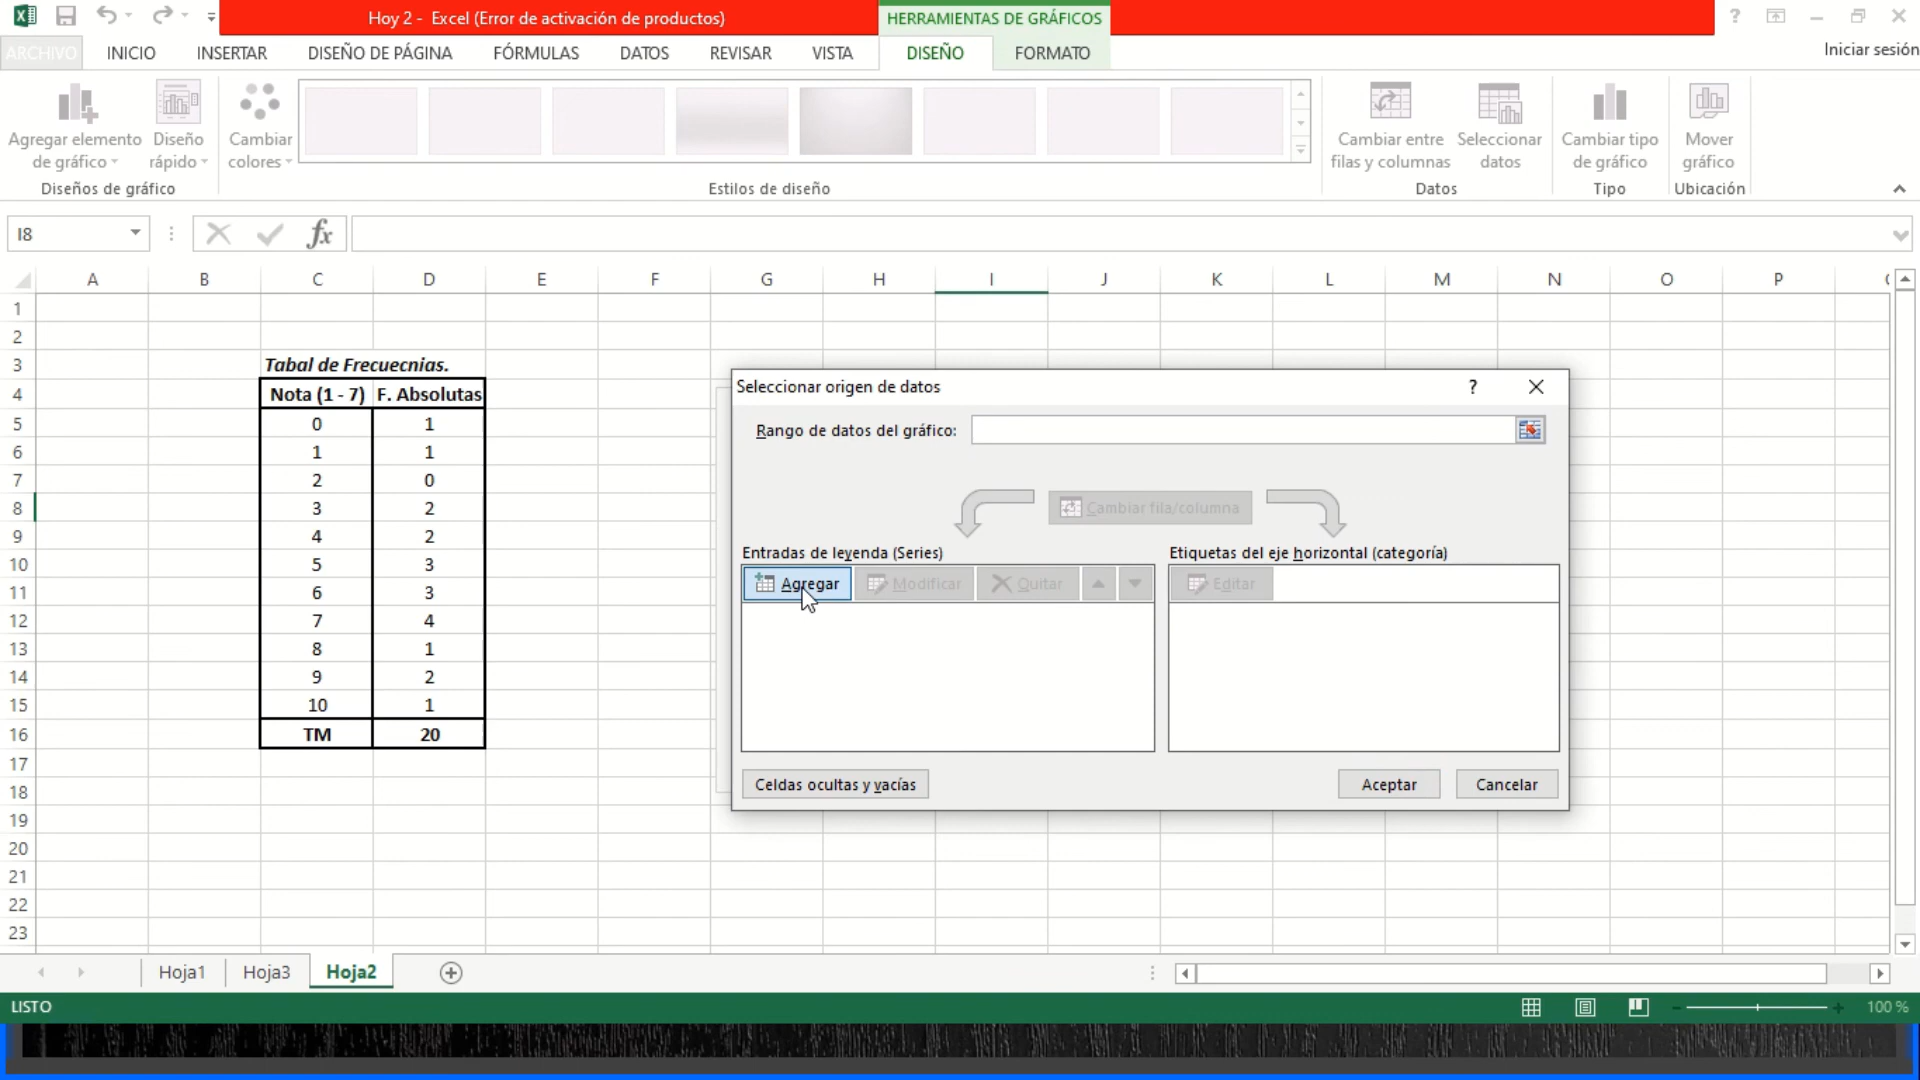 Hoy 2 - Excel (Error de activación de productos)
HERRAMIENTAS DE GRÁFICOS
?
ARCHIVO INICIO INSERTAR DISEÑO DE PÁGINA FÓRMULAS DATOS REVISAR VISTA DISEÑO FORMATO Iniciar sesión
Agregar elemento de gráfico
Diseño rápido
Cambiar colores
Cambiar entre filas y columnas
Seleccionar datos
Cambiar tipo de gráfico
Mover gráfico
Diseños de gráfico
Estilos de diseño
Datos
Tipo
Ubicación
I8
fx
A B C D E F G H I J K L M N O P
1
2
3 Tabal de Frecuecnias.
4 Nota (1 - 7) F. Absolutas
5 0 1
6 1 1
7 2 0
8 3 2
9 4 2
10 5 3
11 6 3
12 7 4
13 8 1
14 9 2
15 10 1
16 TM 20
17
18
19
20
21
22
23
Seleccionar origen de datos
?
Rango de datos del gráfico:
Cambiar fila/columna
Entradas de leyenda (Series)
Etiquetas del eje horizontal (categoría)
Agregar Modificar Quitar
Editar
Celdas ocultas y vacías
Aceptar Cancelar
Hoja1 Hoja3 Hoja2
LISTO
100 %